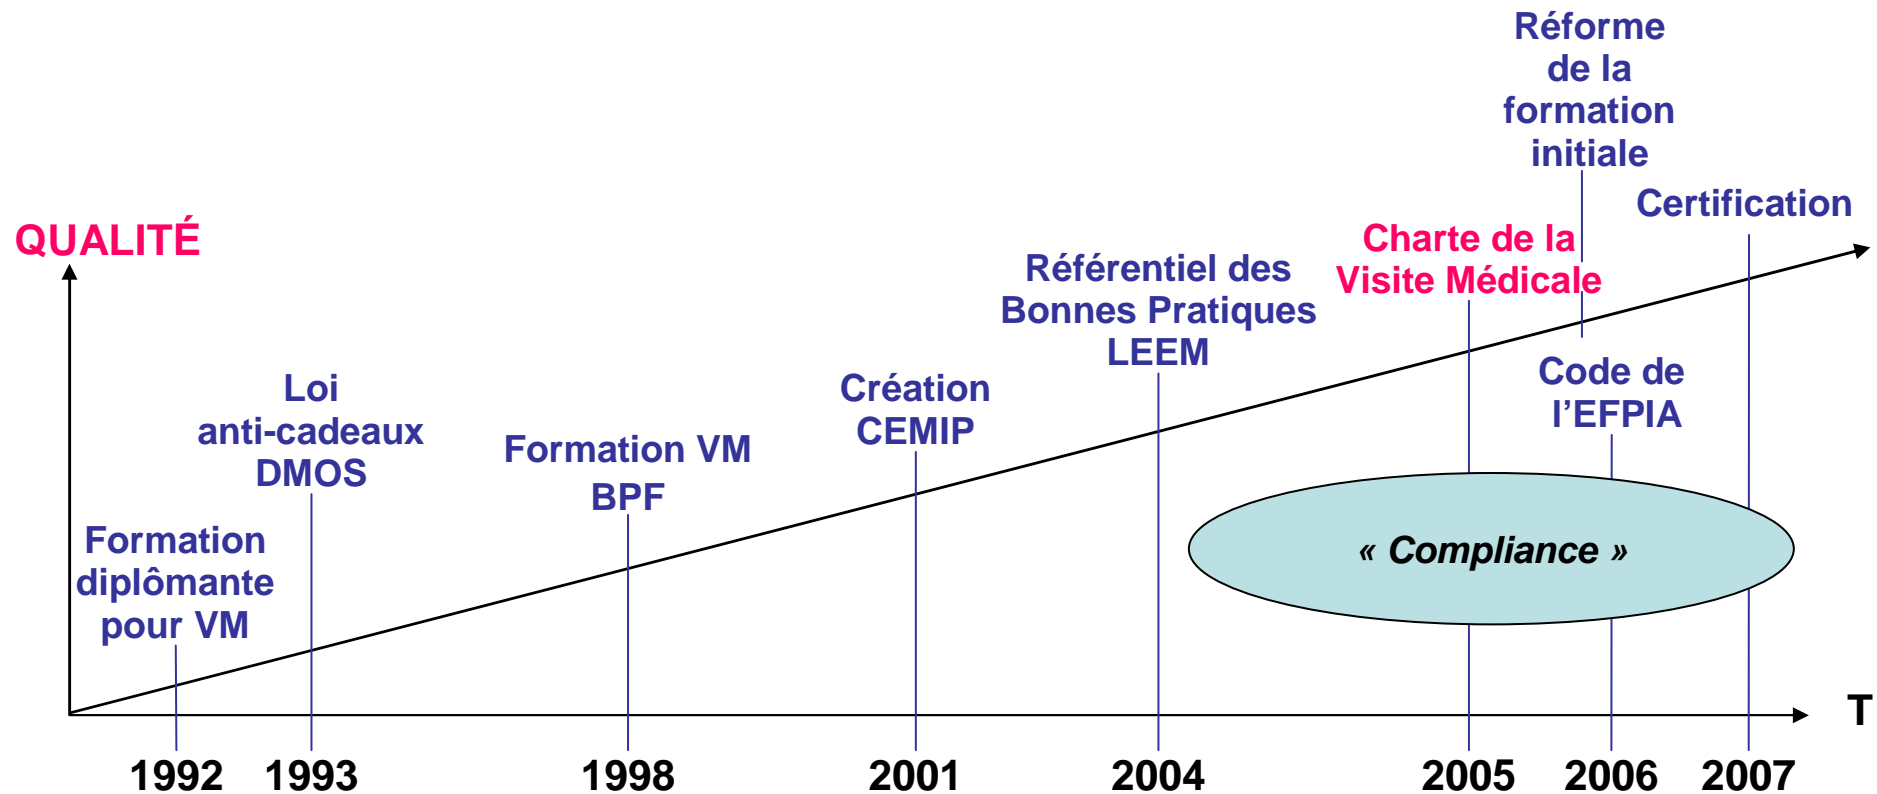 QUALITÉ
Formation
diplômante
pour VM
Loi
anti-cadeaux
DMOS
Formation VM
BPF
Création
CEMIP
Référentiel des
Bonnes Pratiques
LEEM
Charte de la
Visite Médicale
Réforme
de la
formation
initiale
Code de
l’EFPIA
Certification
« Compliance »
T
1992 1993 1998 2001 2004 2005 2006 2007